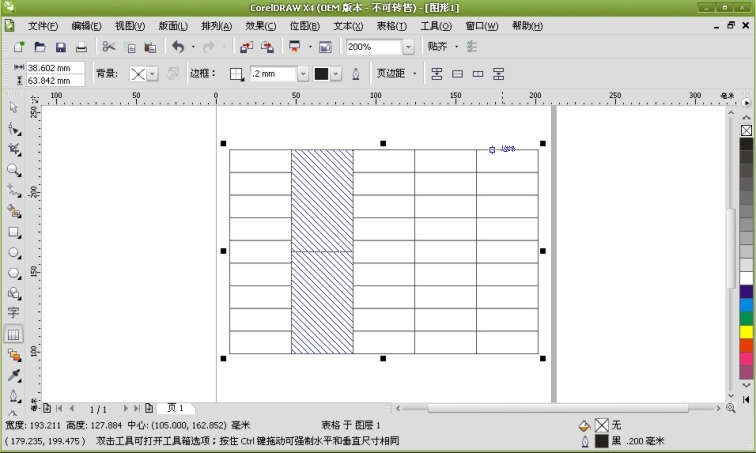 CorelDRAW X4 (OEM 版本 - 不可转售) - [图形1]
文件(F) 编辑(E) 视图(V) 版面(L) 排列(A) 效果(C) 位图(B) 文本(X) 表格(T) 工具(O) 窗口(W) 帮助(H)
200% 贴齐
38.602 mm
63.842 mm
背景: 边框: .2 mm 页边距
100 50 0 50 100 150 200 250 300 毫米
250
200
150
100
字
1 / 1 页 1
宽度: 193.211 高度: 127.884 中心: (105.000, 162.852) 毫米 表格 于 图层 1 无
(179.235, 199.475) 双击工具可打开工具箱选项；按住 Ctrl 键拖动可强制水平和垂直尺寸相同 黑 .200 毫米